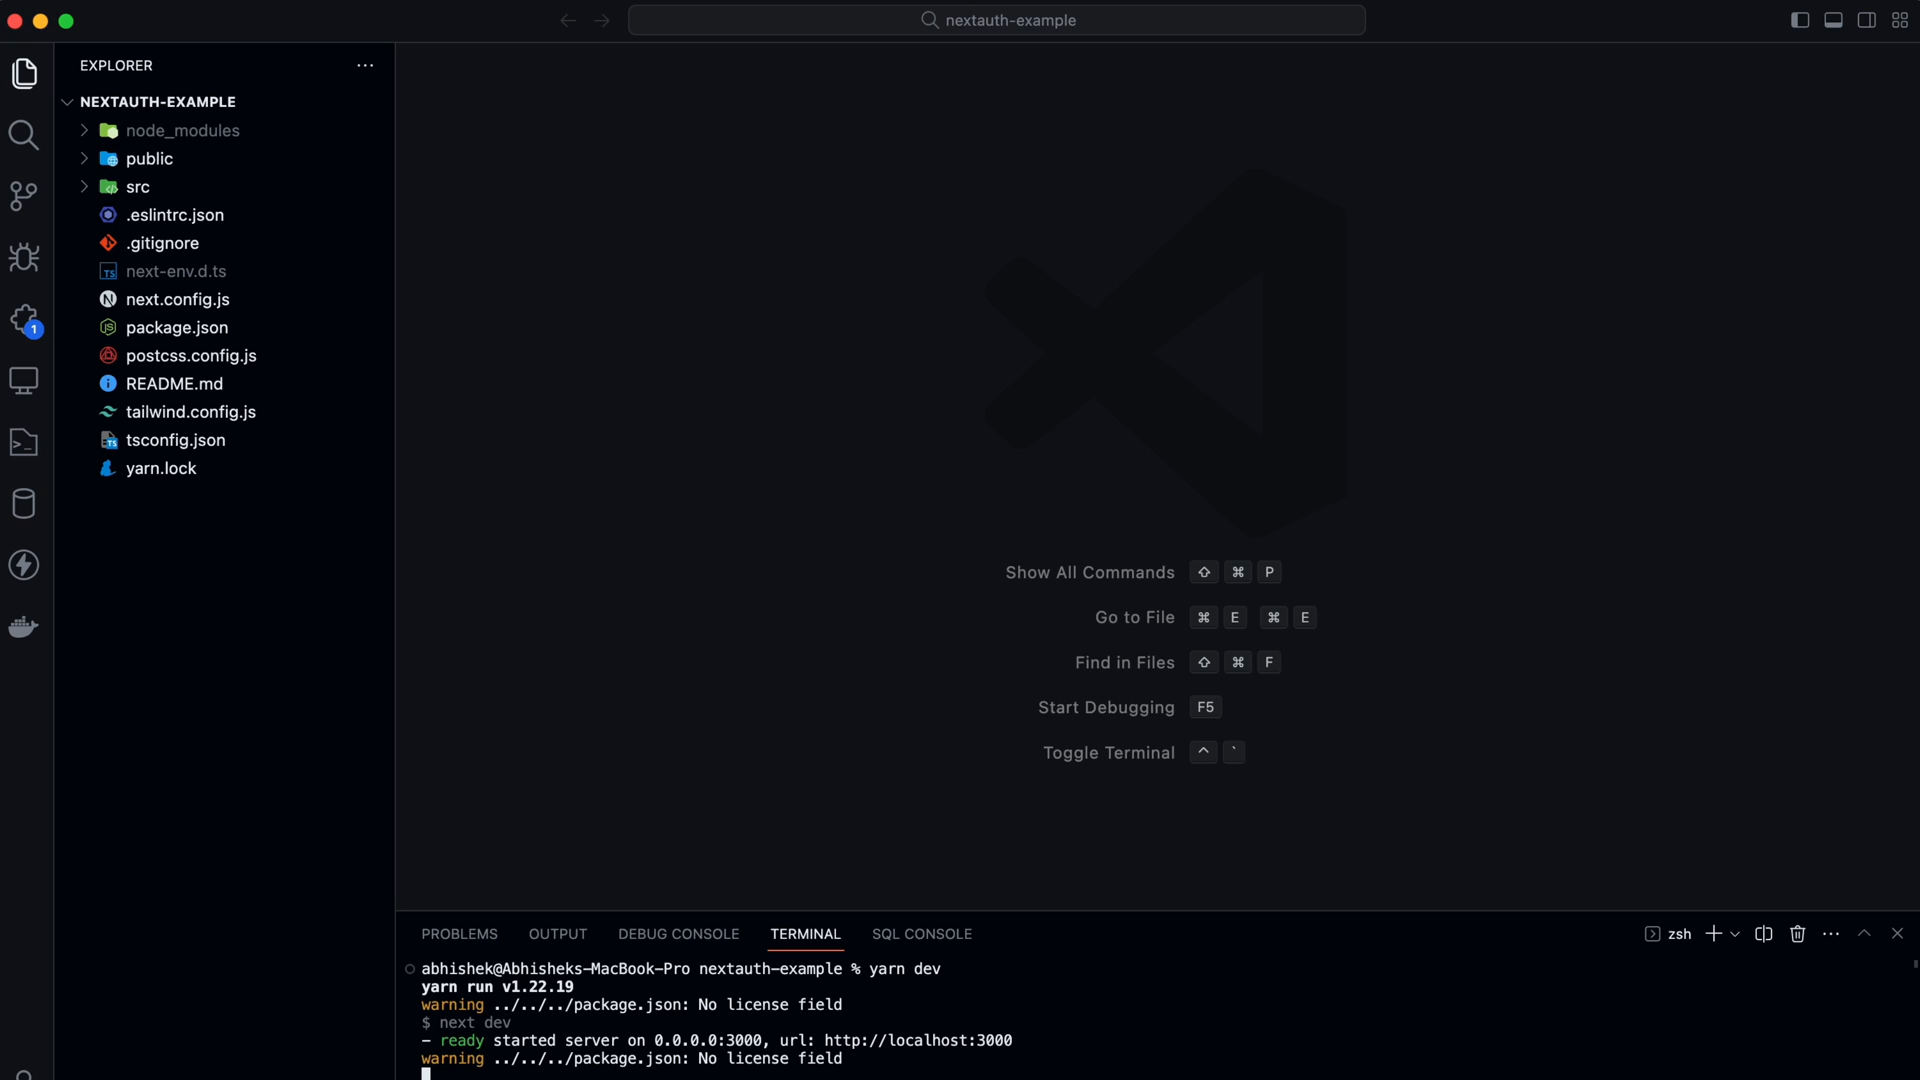 nextauth-example
EXPLORER
NEXTAUTH-EXAMPLE
node_modules
public
src
.eslintrc.json
.gitignore
next-env.d.ts
next.config.js
1
package.json
postcss.config.js
README.md
tailwind.config.js
tsconfig.json
yarn.lock
Show All Commands ⇧ ⌘ P
Go to File ⌘ E ⌘ E
Find in Files ⇧ ⌘ F
Start Debugging F5
Toggle Terminal ^ `
PROBLEMS OUTPUT DEBUG CONSOLE TERMINAL SQL CONSOLE zsh
abhishek@Abhisheks-MacBook-Pro nextauth-example % yarn dev
yarn run v1.22.19
warning ../../../package.json: No license field
$ next dev
- ready started server on 0.0.0.0:3000, url: http://localhost:3000
warning ../../../package.json: No license field